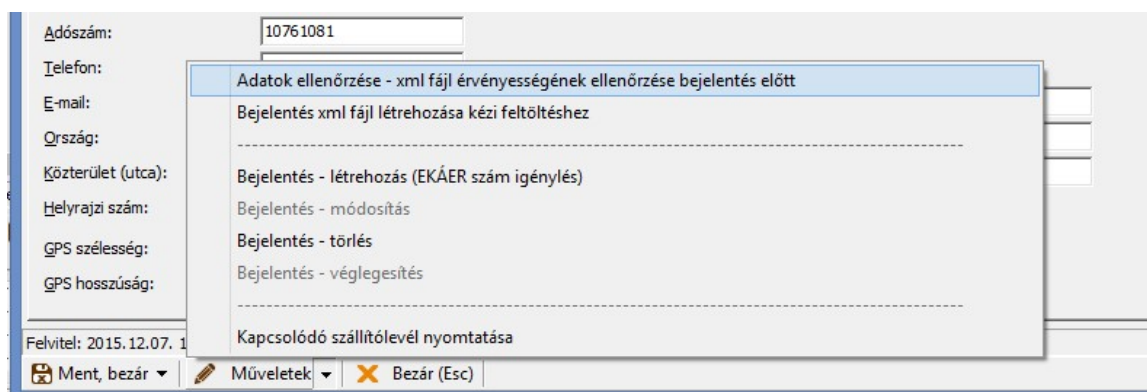 Adószám:
10761081
Telefon:
E-mail:
Ország:
Közterület (utca):
Helyrajzi szám:
GPS szélesség:
GPS hosszúság:
Adatok ellenőrzése - xml fájl érvényességének ellenőrzése bejelentés előtt
Bejelentés xml fájl létrehozása kézi feltöltéshez
Bejelentés - létrehozás (EKÁER szám igénylés)
Bejelentés - módosítás
Bejelentés - törlés
Bejelentés - véglegesítés
Kapcsolódó szállítólevél nyomtatása
Felvitel: 2015.12.07. 1
Ment, bezár Műveletek Bezár (Esc)